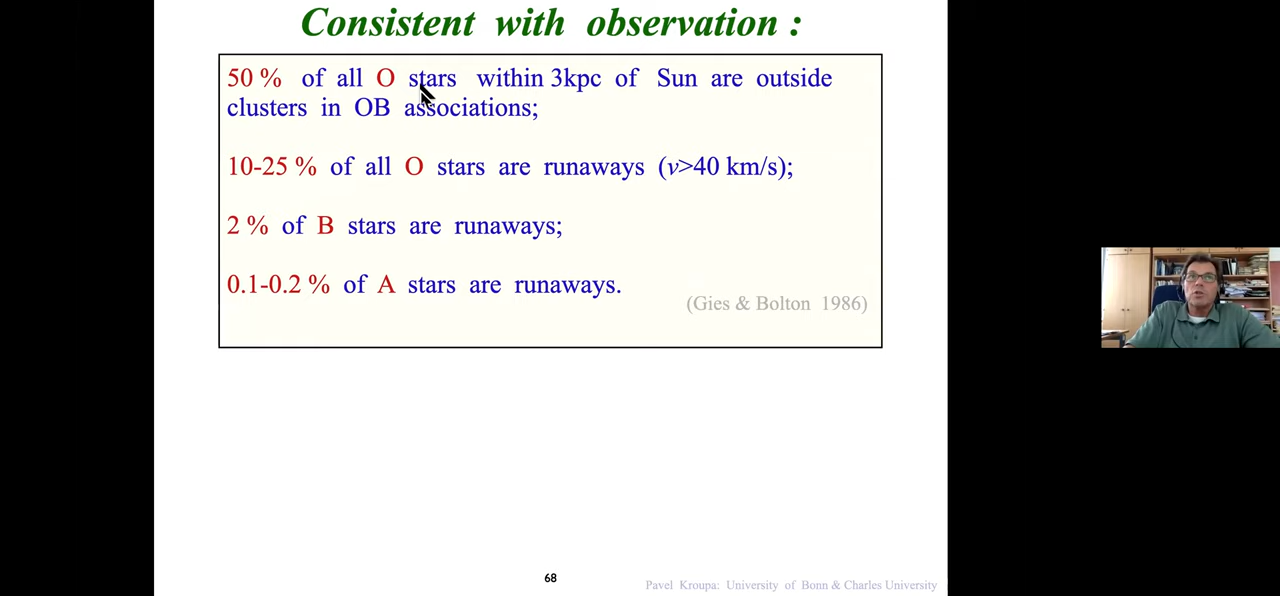 Consistent with observation :
50 % of all O stars within 3kpc of Sun are outside
clusters in OB associations;
10-25 % of all O stars are runaways (v>40 km/s);
2 % of B stars are runaways;
0.1-0.2 % of A stars are runaways.
(Gies & Bolton 1986)
68
Pavel Kroupa: University of Bonn & Charles University